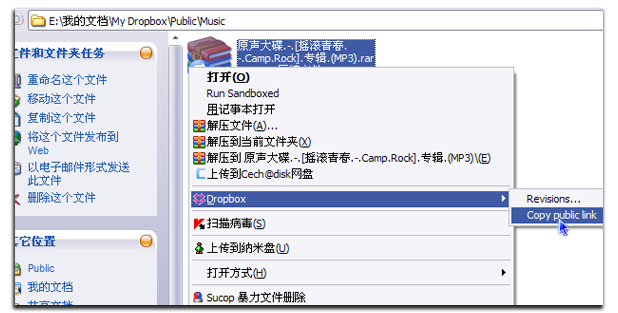 E:\我的文档\My Dropbox\Public\Music
文件和文件夹任务
重命名这个文件
移动这个文件
复制这个文件
将这个文件发布到
Web
以电子邮件形式发送
此文件
删除这个文件
其它位置
Public
我的文档
共享文档
原声大碟.-.[摇滚青春.
-.Camp.Rock].专辑.(MP3).rar
打开(O)
Run Sandboxed
用记事本打开
解压文件(A)...
解压到当前文件夹(X)
解压到 原声大碟.-.[摇滚青春.-.Camp.Rock].专辑.(MP3)\(E)
上传到Cech@disk网盘
Dropbox
扫描病毒(S)
上传到纳米盘(U)
打开方式(H)
Sucop 暴力文件删除
Revisions...
Copy public link